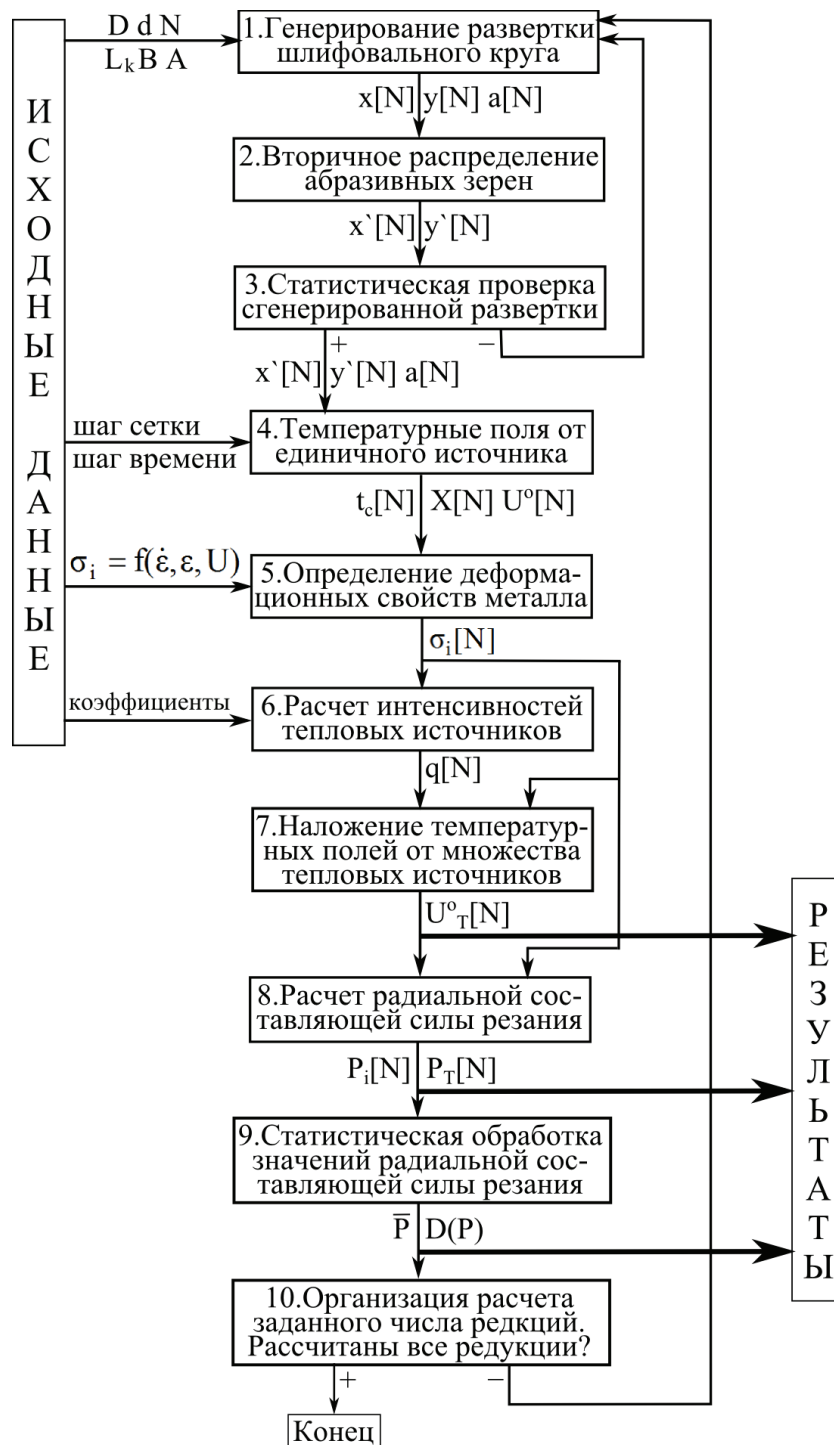 ИСХОДНЫЕ ДАННЫЕ
D d N
L_k B A
1.Генерирование развертки
шлифовального круга
x[N] y[N] a[N]
2.Вторичное распределение
абразивных зерен
x`[N] y`[N]
3.Статистическая проверка
сгенерированной развертки
+ −
x`[N] y`[N] a[N]
шаг сетки
шаг времени
4.Температурные поля от
единичного источника
t_c[N] X[N] U^o[N]
σ_i = f(ε̇, ε, U)
5.Определение деформа-
ционных свойств металла
σ_i[N]
коэффициенты
6.Расчет интенсивностей
тепловых источников
q[N]
7.Наложение температур-
ных полей от множества
тепловых источников
U^o_T[N]
8.Расчет радиальной сос-
тавляющей силы резания
P_i[N] P_T[N]
9.Статистическая обработка
значений радиальной сос-
тавляющей силы резания
P̅ D(P)
10.Организация расчета
заданного числа редкций.
Рассчитаны все редукции?
+ −
Конец
РЕЗУЛЬТАТЫ